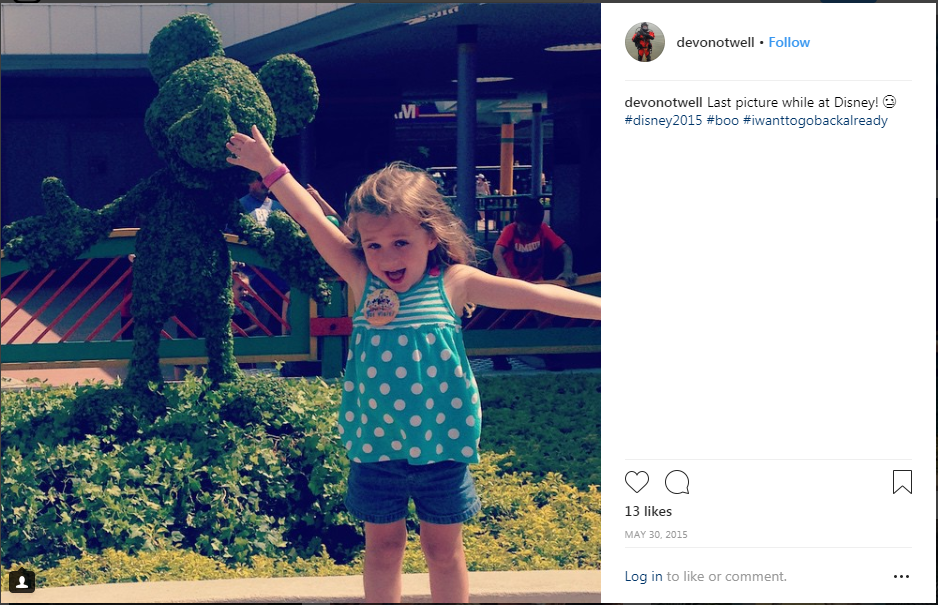 devonotwell • Follow
devonotwell Last picture while at Disney! 
#disney2015 #boo #iwanttogobackalready
13 likes
MAY 30, 2015
Log in to like or comment.